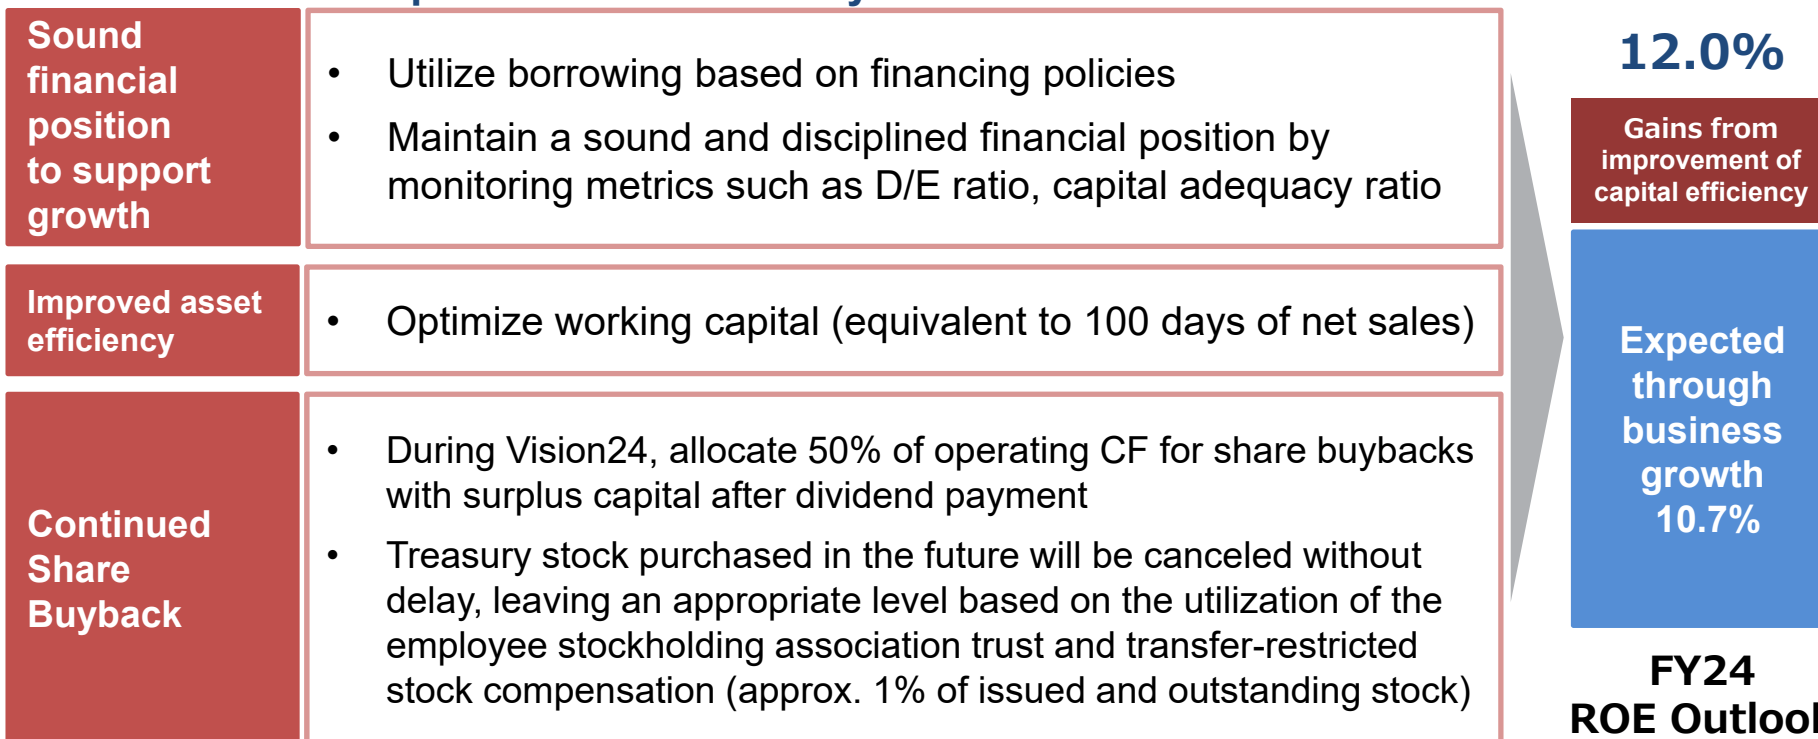 Sound
financial
position
to support
growth
• Utilize borrowing based on financing policies
• Maintain a sound and disciplined financial position by
monitoring metrics such as D/E ratio, capital adequacy ratio
Improved asset
efficiency
• Optimize working capital (equivalent to 100 days of net sales)
Continued
Share
Buyback
• During Vision24, allocate 50% of operating CF for share buybacks
with surplus capital after dividend payment
• Treasury stock purchased in the future will be canceled without
delay, leaving an appropriate level based on the utilization of the
employee stockholding association trust and transfer-restricted
stock compensation (approx. 1% of issued and outstanding stock)
12.0%
Gains from
improvement of
capital efficiency
Expected
through
business
growth
10.7%
FY24
ROE Outlook